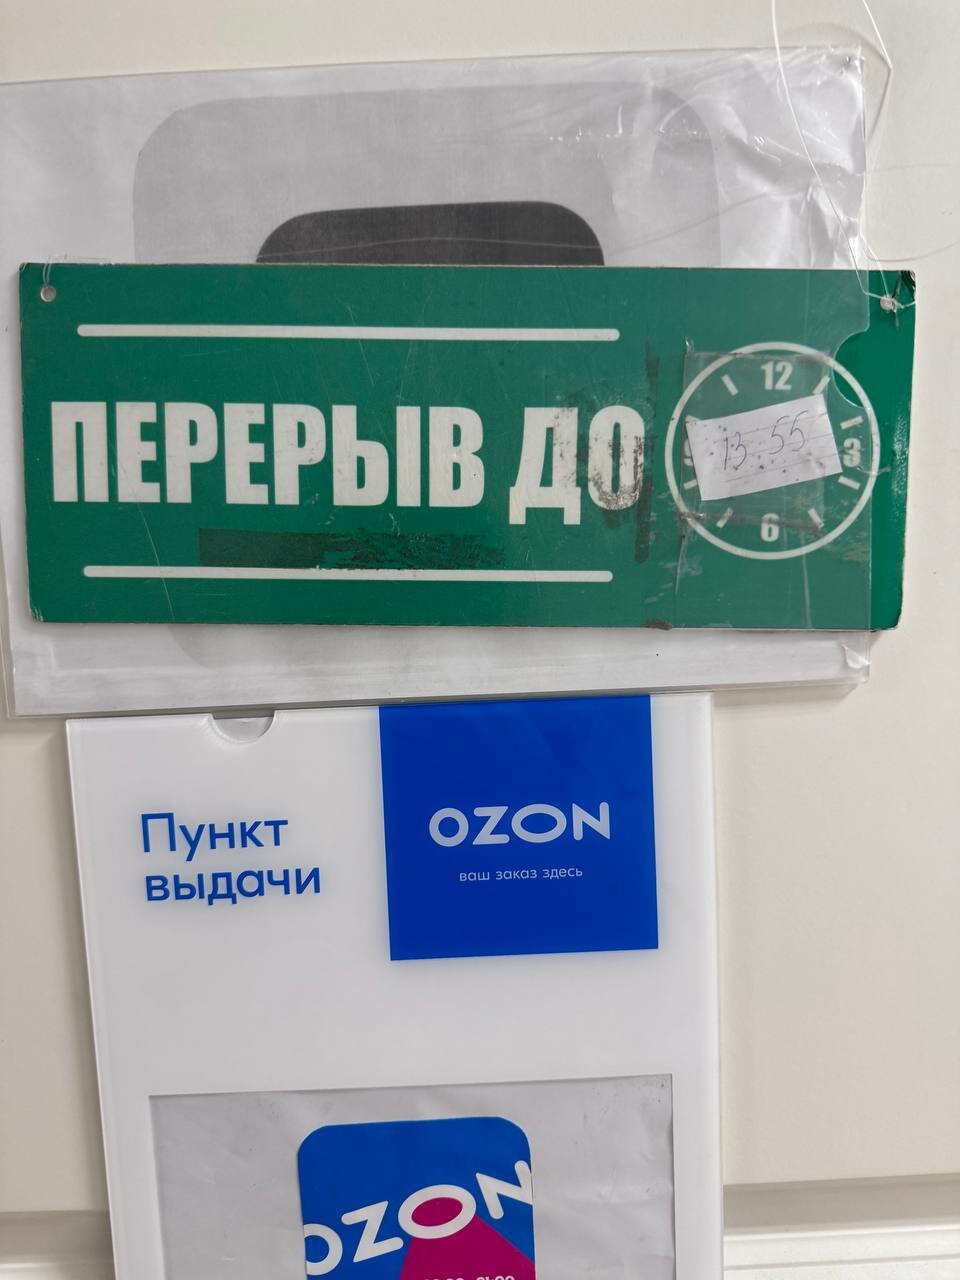 ПЕРЕРЫВ ДО
12
13 55
3
6
Пункт
выдачи
OZON
ваш заказ здесь
OZON